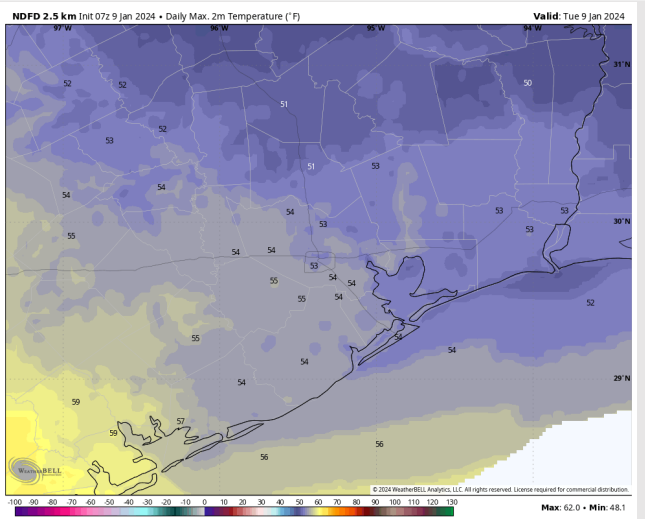 NDFD 2.5 km Init 07z 9 Jan 2024 • Daily Max. 2m Temperature (°F) Valid: Tue 9 Jan 2024
97°W 96°W 95°W 94°W
31°N
52 52 50
51
52
53
51 53
54 54
54 53 53
30°N
55 53 53
54 54
53
55 54 54
55 54
52
55 54
54
54
29°N
54
59
57
59
56
56
WEATHERBELL
© 2024 WeatherBELL Analytics, LLC. All rights reserved. License required for commercial distribution.
-100 -90 -80 -70 -60 -50 -40 -30 -20 -10 0 10 20 30 40 50 60 70 80 90 100 110 120 130
Max: 62.0 • Min: 48.1